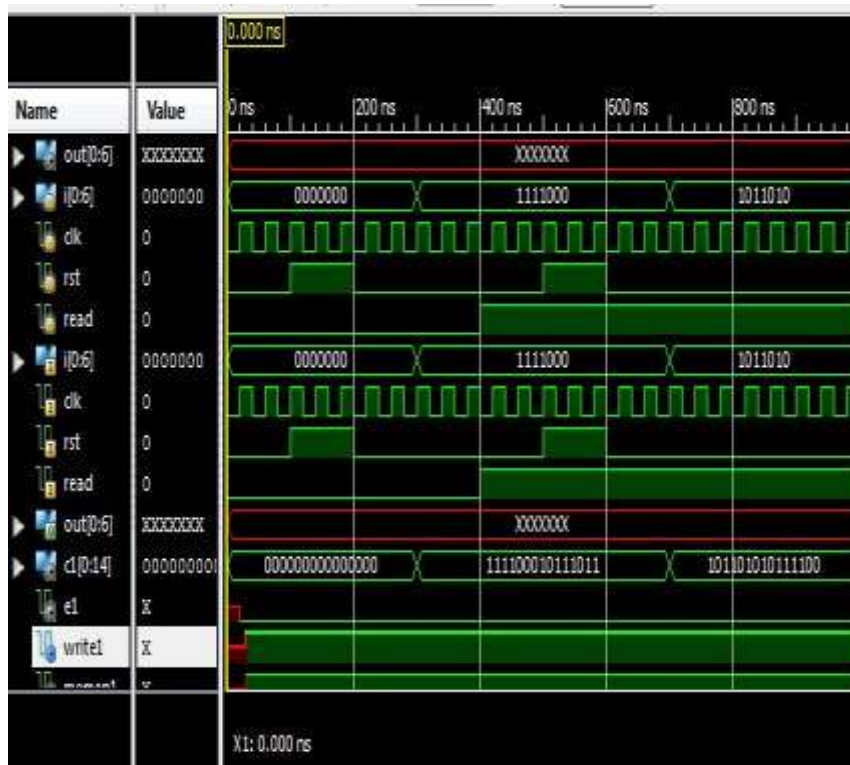 0.000 ns
Name Value 0 ns 200 ns 400 ns 600 ns 800 ns
out[0:6] XXXXXXX XXXXXXX
i[0:6] 0000000 0000000 1111000 1011010
clk 0
rst 0
read 0
i[0:6] 0000000 0000000 1111000 1011010
clk 0
rst 0
read 0
out[0:6] XXXXXXX XXXXXXX
c1[0:14] 000000000 000000000000000 111100010111011 101101010111100
e1 X
write1 X
X1: 0.000 ns